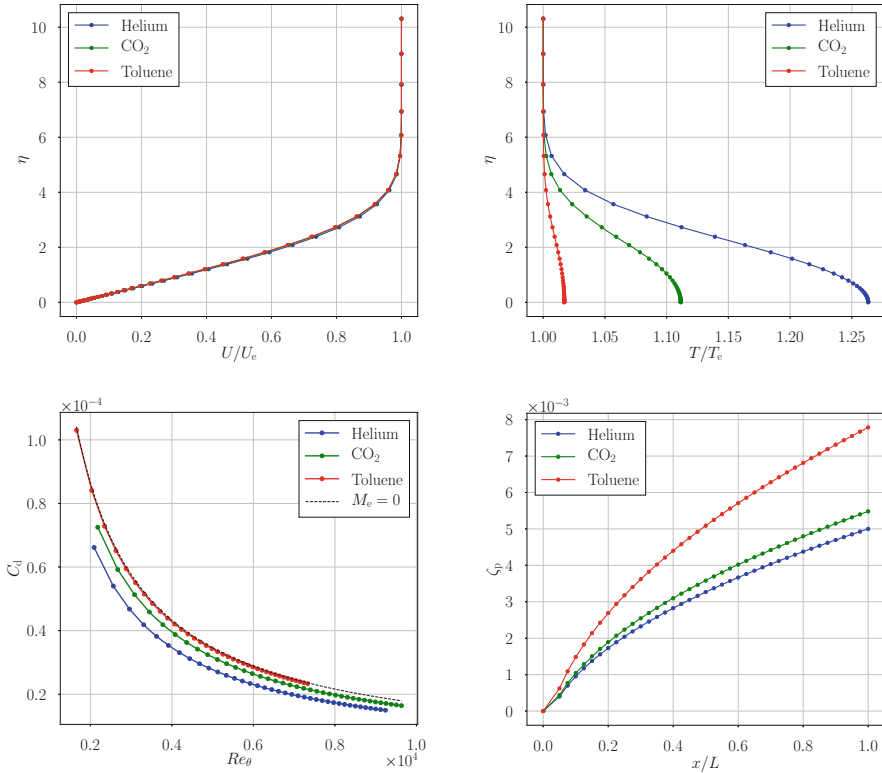 Helium
CO₂
Toluene
10
8
6
4
2
0
η
0.0 0.2 0.4 0.6 0.8 1.0
U/Uₑ
Helium
CO₂
Toluene
10
8
6
4
2
0
η
1.00 1.05 1.10 1.15 1.20 1.25
T/Tₑ
×10⁻⁴
Helium
CO₂
Toluene
Mₑ = 0
1.0
0.8
0.6
0.4
0.2
C_d
0.2 0.4 0.6 0.8 1.0
×10⁴
Re_θ
×10⁻³
Helium
CO₂
Toluene
8
7
6
5
4
3
2
1
0
ζₚ
0.0 0.2 0.4 0.6 0.8 1.0
x/L